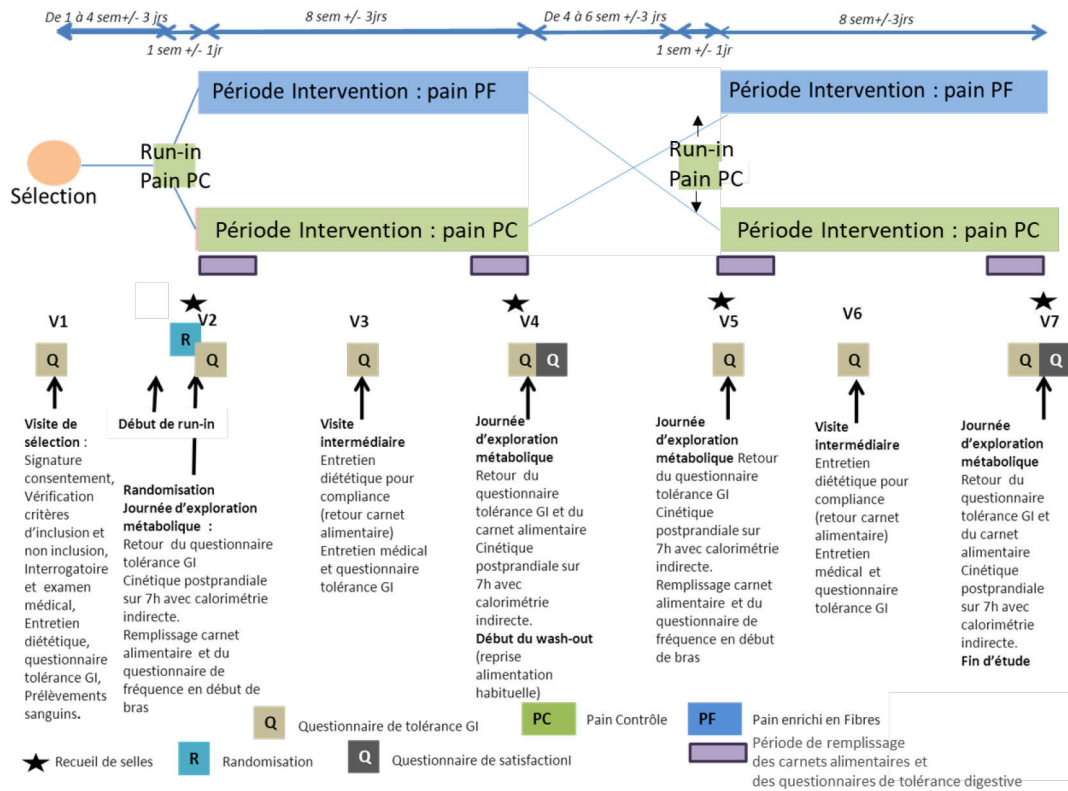 De 1 à 4 sem+/- 3 jrs
8 sem +/- 3jrs
De 4 à 6 sem+/-3jrs
8 sem+/-3jrs
1 sem +/- 1jr
1 sem +/- 1jr
Période Intervention : pain PF
Période Intervention : pain PF
Run-in
Pain PC
Run-in
Pain PC
Sélection
Période Intervention : pain PC
Période Intervention : pain PC
V1
V2
V3
V4
V5
V6
V7
R
Q
Q
Q
Q
Q
Q
Q
Q
Q
Visite de
sélection :
Signature
consentement,
Vérification
critères
d'inclusion et
non inclusion,
Interrogatoire
et examen
médical,
Entretien
diététique,
questionnaire
tolérance GI,
Prélèvements
sanguins.
Début de run-in
Randomisation
Journée d'exploration
métabolique :
Retour du questionnaire
tolérance GI
Cinétique postprandiale
sur 7h avec calorimétrie
indirecte.
Remplissage carnet
alimentaire et du
questionnaire de
fréquence en début de
bras
Visite
intermédiaire
Entretien
diététique pour
compliance
(retour carnet
alimentaire)
Entretien médical
et questionnaire
tolérance GI
Journée
d'exploration
métabolique
Retour du
questionnaire
tolérance GI et du
carnet alimentaire
Cinétique
postprandiale sur
7h avec
calorimétrie
indirecte.
Début du wash-out
(reprise
alimentation
habituelle)
Journée
d'exploration
métabolique Retour
du questionnaire
tolérance GI
Cinétique
postprandiale sur
7h avec calorimétrie
indirecte.
Remplissage carnet
alimentaire et du
questionnaire de
fréquence en début
de bras
Visite
intermédiaire
Entretien
diététique pour
compliance
(retour carnet
alimentaire)
Entretien
médical et
questionnaire
tolérance GI
Journée
d'exploration
métabolique
Retour du
questionnaire
tolérance GI et
du carnet
alimentaire
Cinétique
postprandiale
sur 7h avec
calorimétrie
indirecte.
Fin d'étude
Q Questionnaire de tolérance GI
PC Pain Contrôle
PF Pain enrichi en Fibres
Recueil de selles
R Randomisation
Q Questionnaire de satisfactionI
Période de remplissage
des carnets alimentaires et
des questionnaires de tolérance digestive